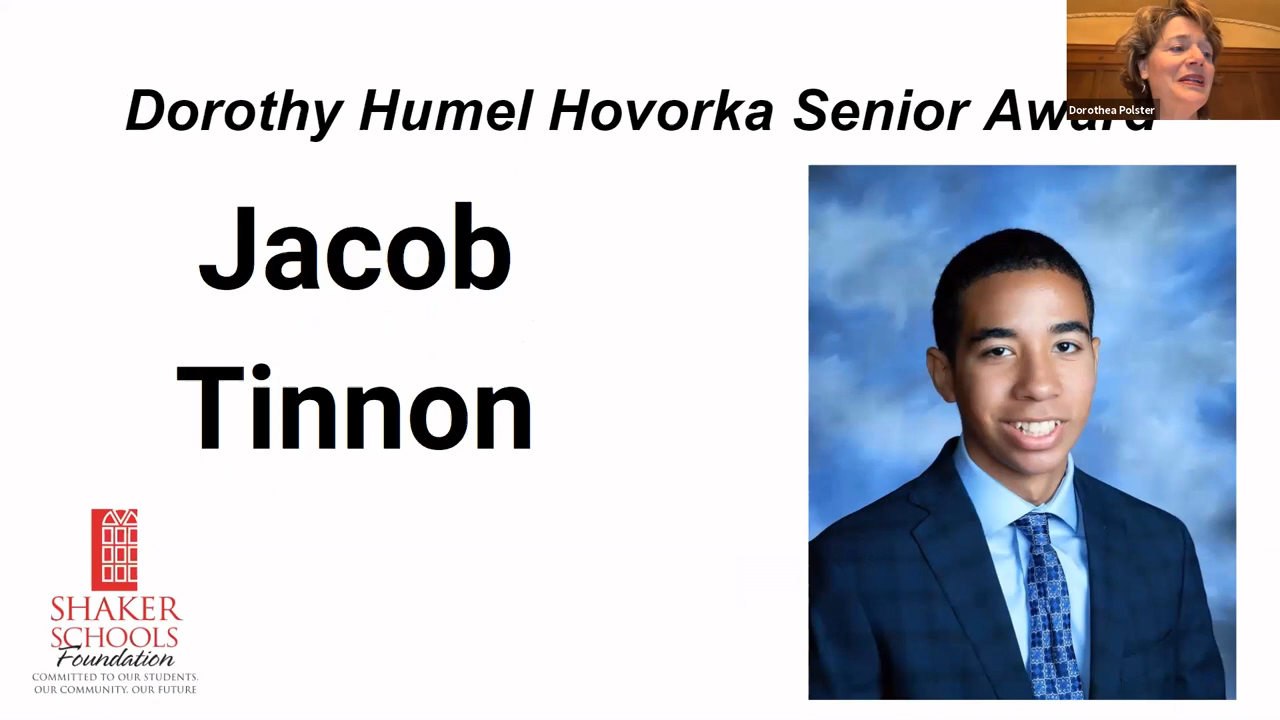 Dorothy Humel Hovorka Senior Award
Dorothea Polster
Jacob
Tinnon
SHAKER
SCHOOLS
Foundation
COMMITTED TO OUR STUDENTS,
OUR COMMUNITY, OUR FUTURE